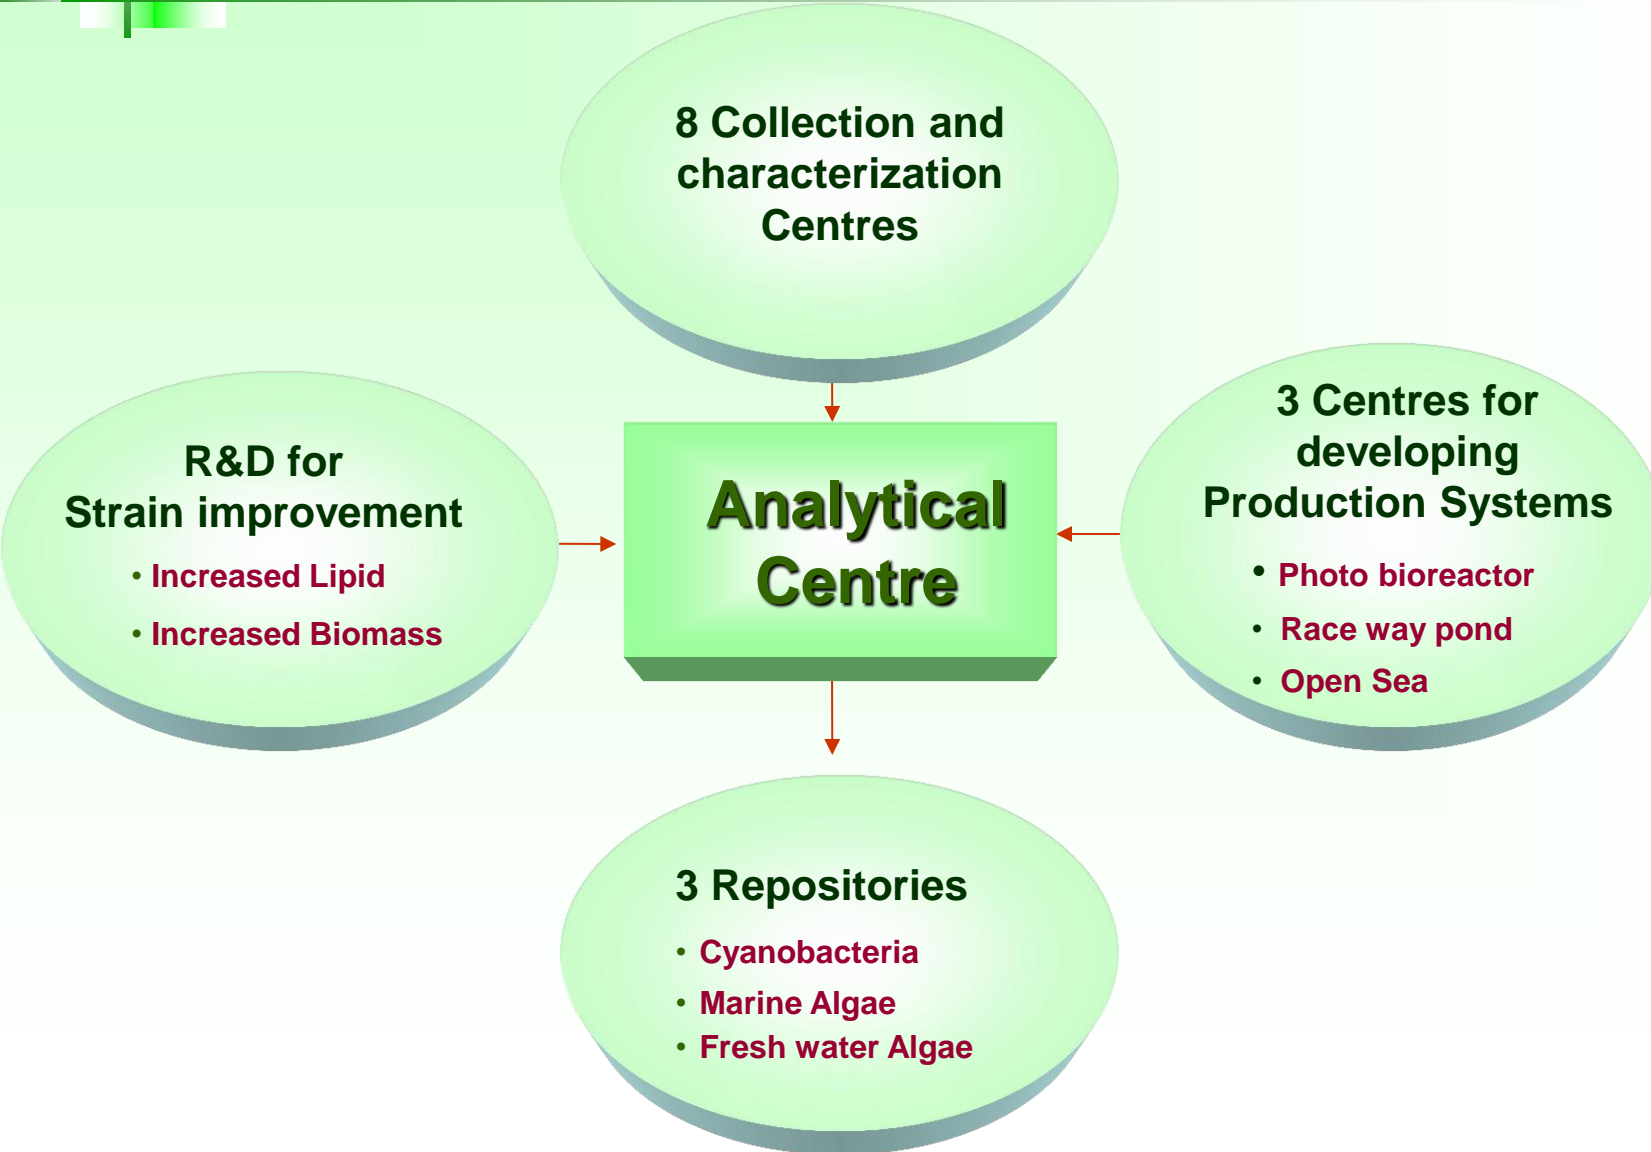 8 Collection and
characterization
Centres
R&D for
Strain improvement
• Increased Lipid
• Increased Biomass
Analytical
Centre
3 Centres for
developing
Production Systems
• Photo bioreactor
• Race way pond
• Open Sea
3 Repositories
• Cyanobacteria
• Marine Algae
• Fresh water Algae